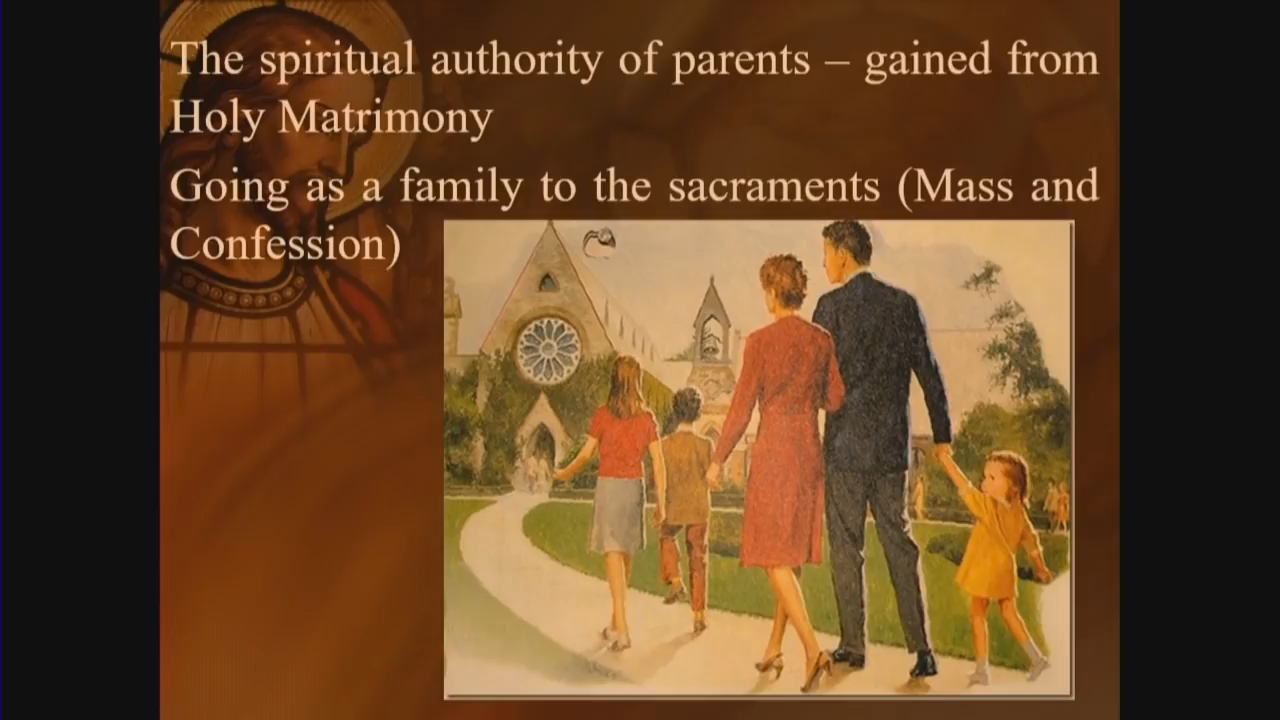 The spiritual authority of parents – gained from
Holy Matrimony
Going as a family to the sacraments (Mass and
Confession)